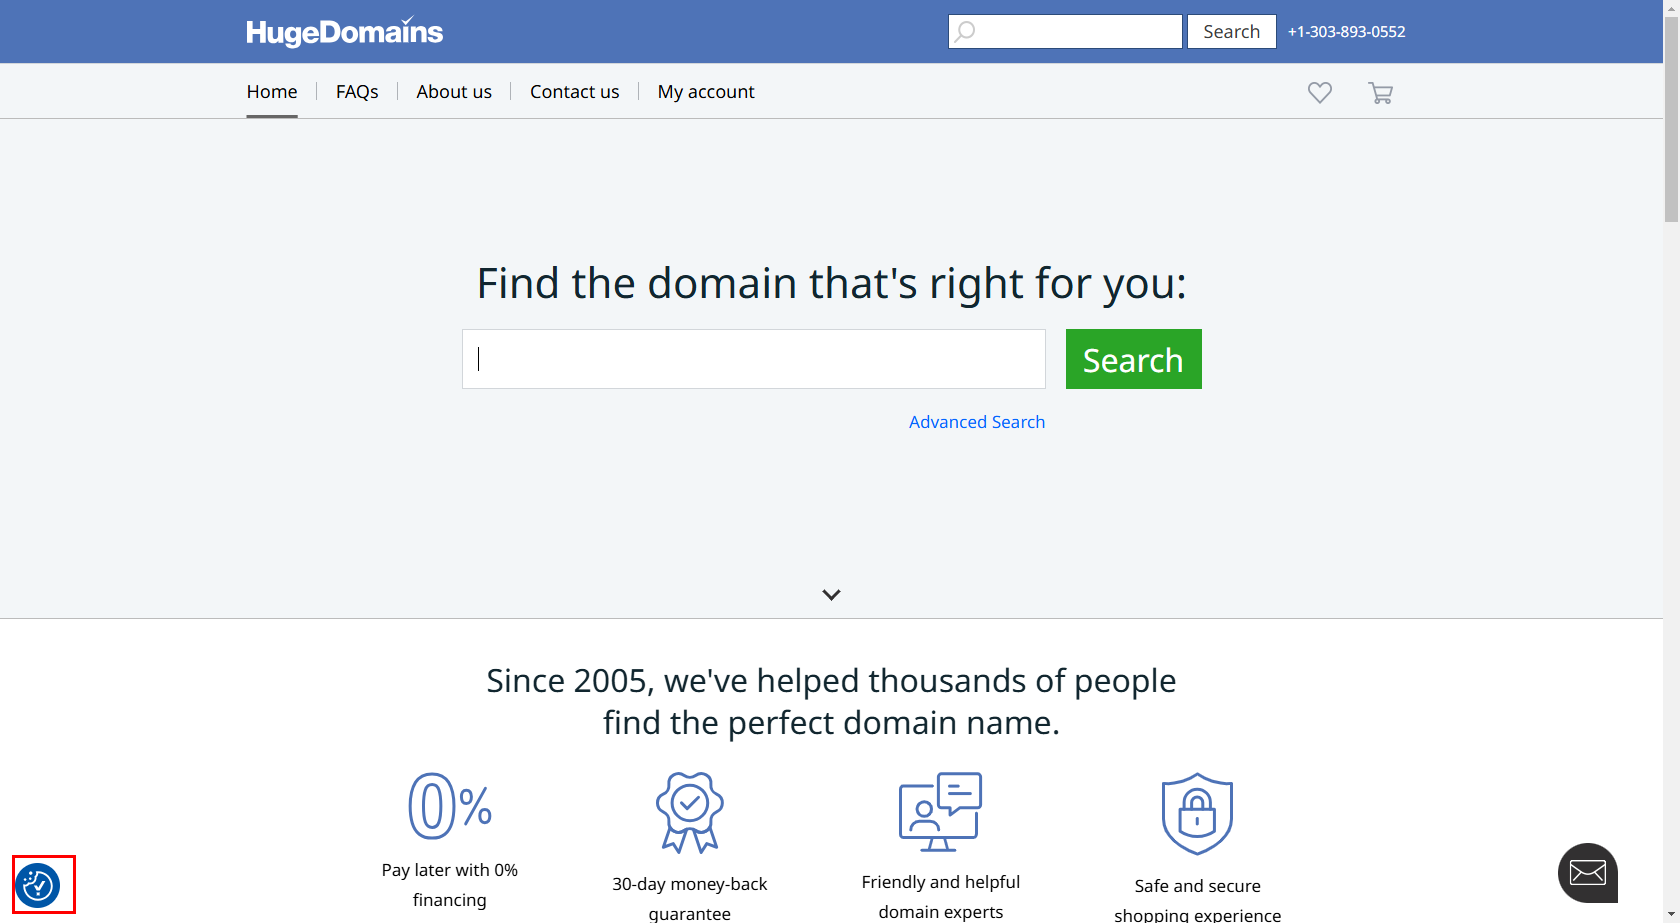 HugeDomains
Search
+1-303-893-0552
Home
FAQs
About us
Contact us
My account
Find the domain that's right for you:
Search
Advanced Search
Since 2005, we've helped thousands of people
find the perfect domain name.
0%
Pay later with 0%
financing
30-day money-back
guarantee
Friendly and helpful
domain experts
Safe and secure
shopping experience